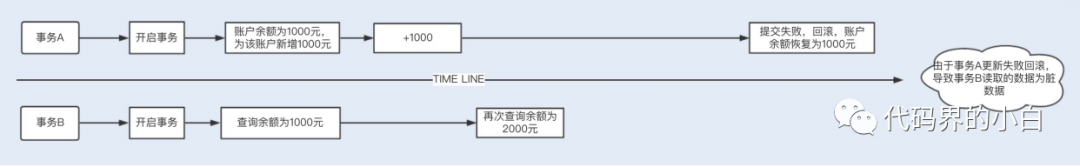 事务A
开启事务
账户余额为1000元，
为该账户新增1000元
+1000
提交失败，回滚，账户
余额恢复为1000元
TIME LINE
由于事务A更新失败回滚，
导致事务B读取的数据为脏
数据
事务B
开启事务
查询余额为1000元
再次查询余额为
2000元
代码界的小白